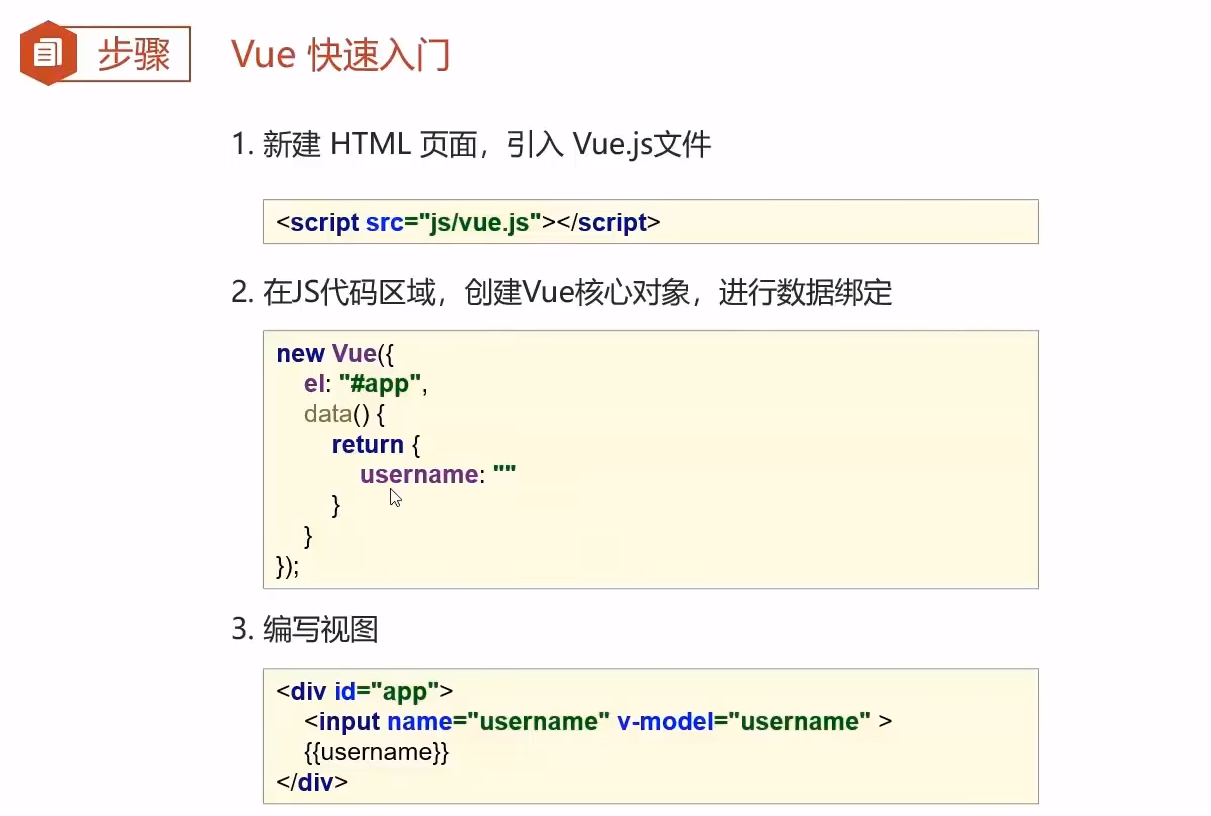 步骤
Vue 快速入门
1. 新建 HTML 页面，引入 Vue.js文件
<script src="js/vue.js"></script>
2. 在JS代码区域，创建Vue核心对象，进行数据绑定
new Vue({
    el: "#app",
    data() {
        return {
            username: ""
        }
    }
});
3. 编写视图
<div id="app">
    <input name="username" v-model="username" >
    {{username}}
</div>